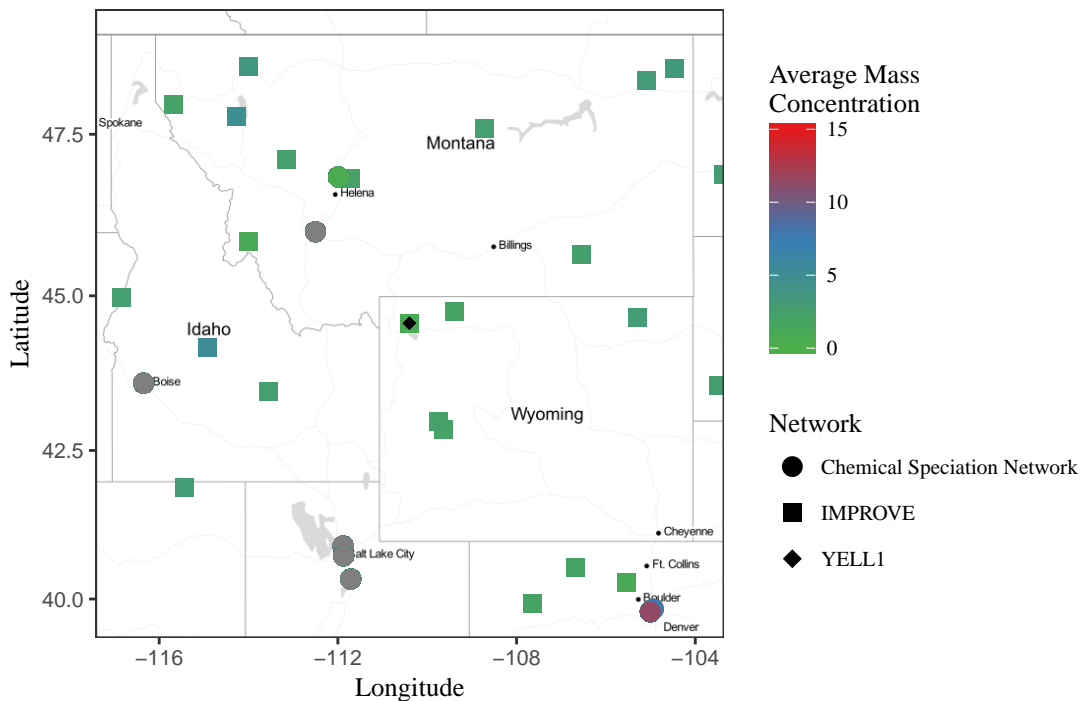 Spokane
Montana
Helena
Billings
Idaho
Boise
Wyoming
Cheyenne
Salt Lake City
Ft. Collins
Boulder
Denver
47.5
45.0
42.5
40.0
Latitude
−116
−112
−108
−104
Longitude
Average Mass
Concentration
15
10
5
0
Network
Chemical Speciation Network
IMPROVE
YELL1